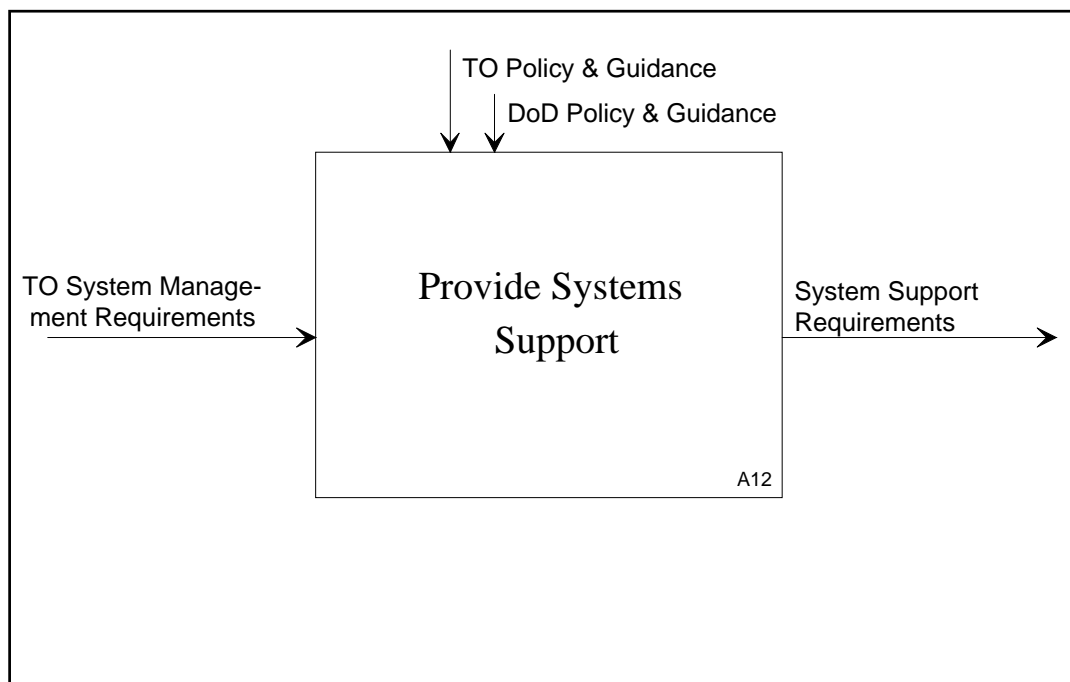 TO Policy & Guidance
DoD Policy & Guidance
TO System Manage-
ment Requirements
Provide Systems
Support
System Support
Requirements
A12